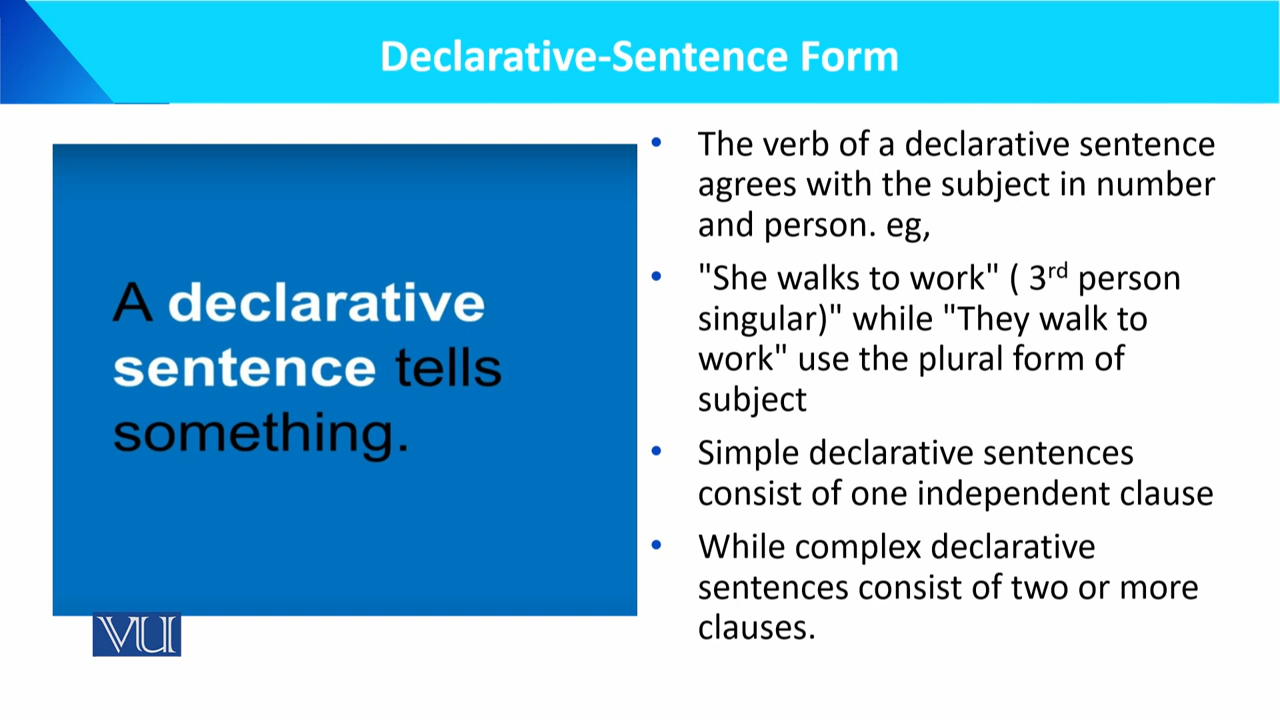 Declarative-Sentence Form
A declarative
sentence tells
something.
• The verb of a declarative sentence
agrees with the subject in number
and person. eg,
• "She walks to work" ( 3rd person
singular)" while "They walk to
work" use the plural form of
subject
• Simple declarative sentences
consist of one independent clause
• While complex declarative
sentences consist of two or more
clauses.
VU